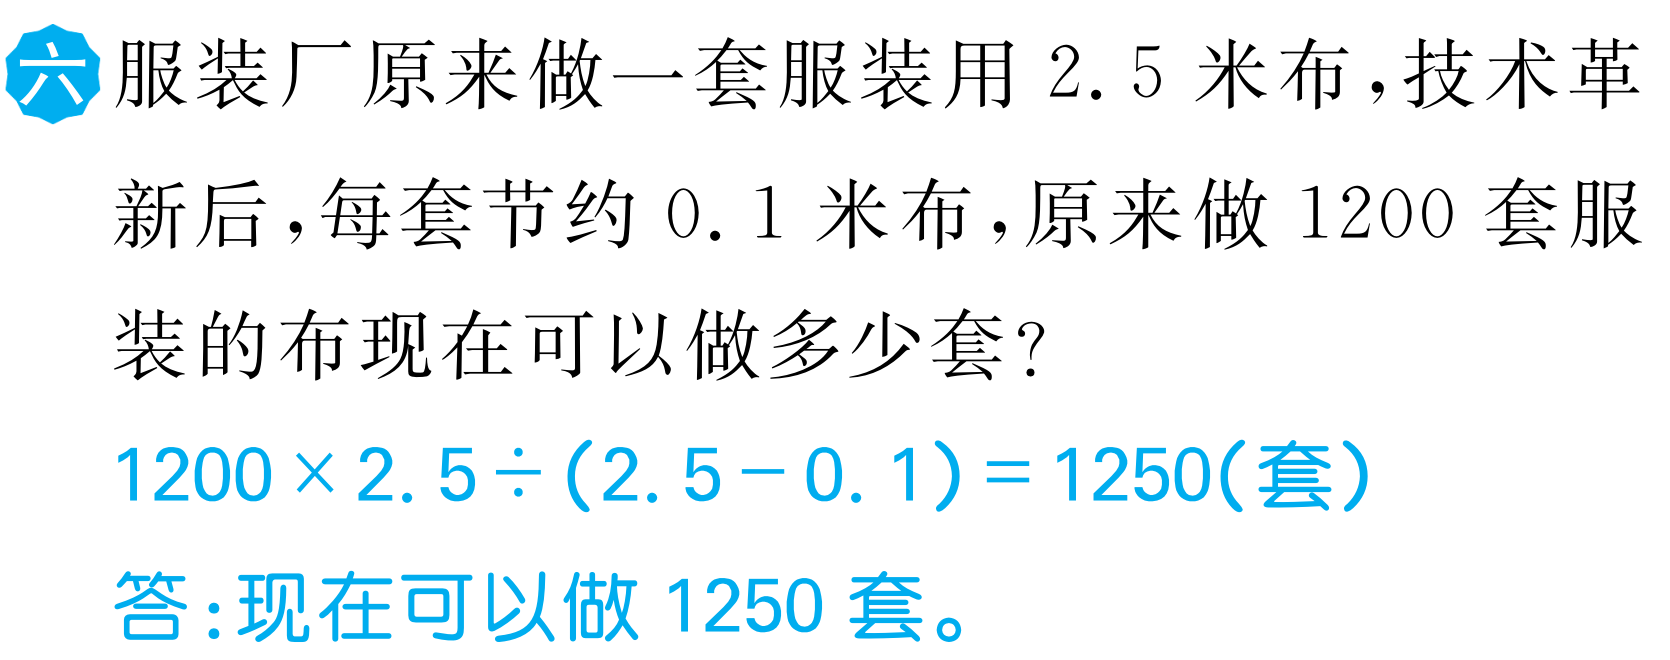 六 服装厂原来做一套服装用 2.5 米布,技术革
新后,每套节约 0.1 米布,原来做 1200 套服
装的布现在可以做多少套?
1200×2.5÷(2.5-0.1)=1250(套)
答:现在可以做 1250 套。